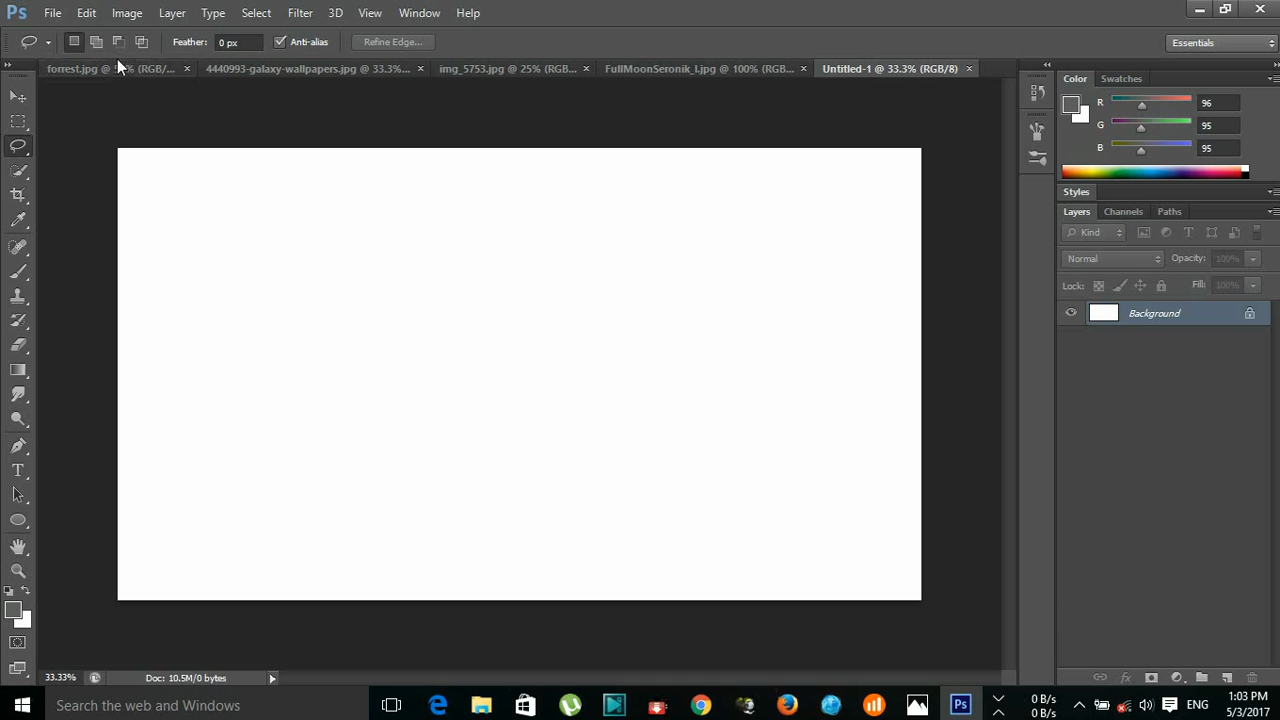 Ps File Edit Image Layer Type Select Filter 3D View Window Help
Feather: 0 px Anti-alias Refine Edge... Essentials
forrest.jpg @ (RGB/... × 4440993-galaxy-wallpapers.jpg @ 33.3%... × img_5753.jpg @ 25% (RGB/8... × FullMoonSeronik_l.jpg @ 100% (RGB... × Untitled-1 @ 33.3% (RGB/8) ×
Color Swatches
R 96
G 95
B 95
Styles
Layers Channels Paths
Kind
Normal Opacity: 100%
Lock: Fill: 100%
Background
33.33% Doc: 10.5M/0 bytes
Search the web and Windows
0 B/s
0 B/s
ENG
1:03 PM
5/3/2017